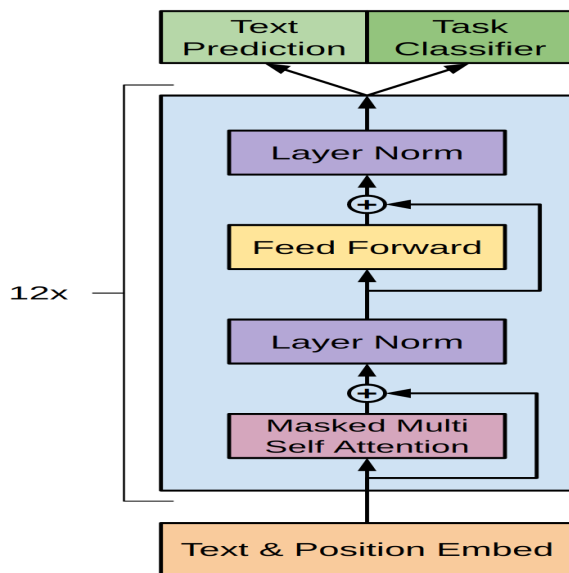 Text
Prediction
Task
Classifier
Layer Norm
+
Feed Forward
12x
Layer Norm
+
Masked Multi
Self Attention
Text & Position Embed